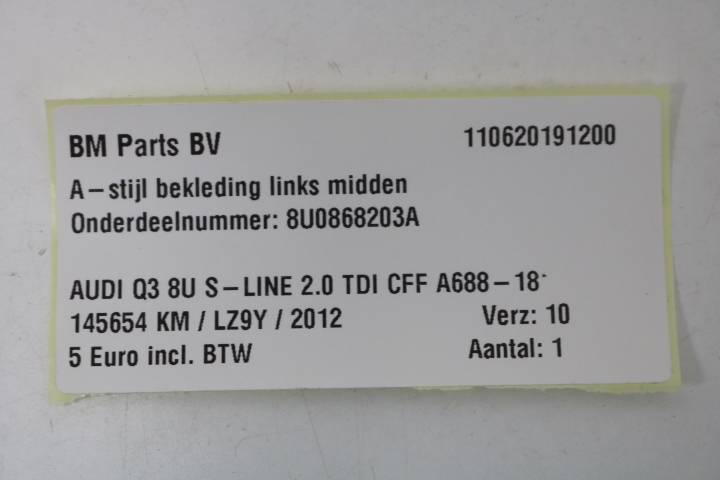 BM Parts BV 110620191200
A-stijl bekleding links midden
Onderdeelnummer: 8U0868203A
AUDI Q3 8U S-LINE 2.0 TDI CFF A688-18
145654 KM / LZ9Y / 2012 Verz: 10
5 Euro incl. BTW Aantal: 1